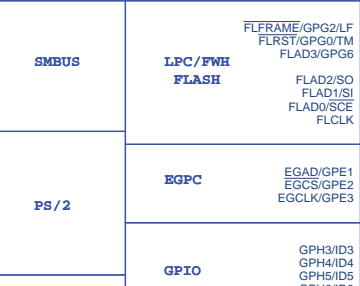 SMBUS
PS/2
LPC/FWH
FLASH
FLFRAME/GPG2/LF
FLRST/GPG0/TM
FLAD3/GPG6
FLAD2/SO
FLAD1/SI
FLAD0/SCE
FLCLK
EGPC
EGAD/GPE1
EGCS/GPE2
EGCLK/GPE3
GPIO
GPH3/ID3
GPH4/ID4
GPH5/ID5